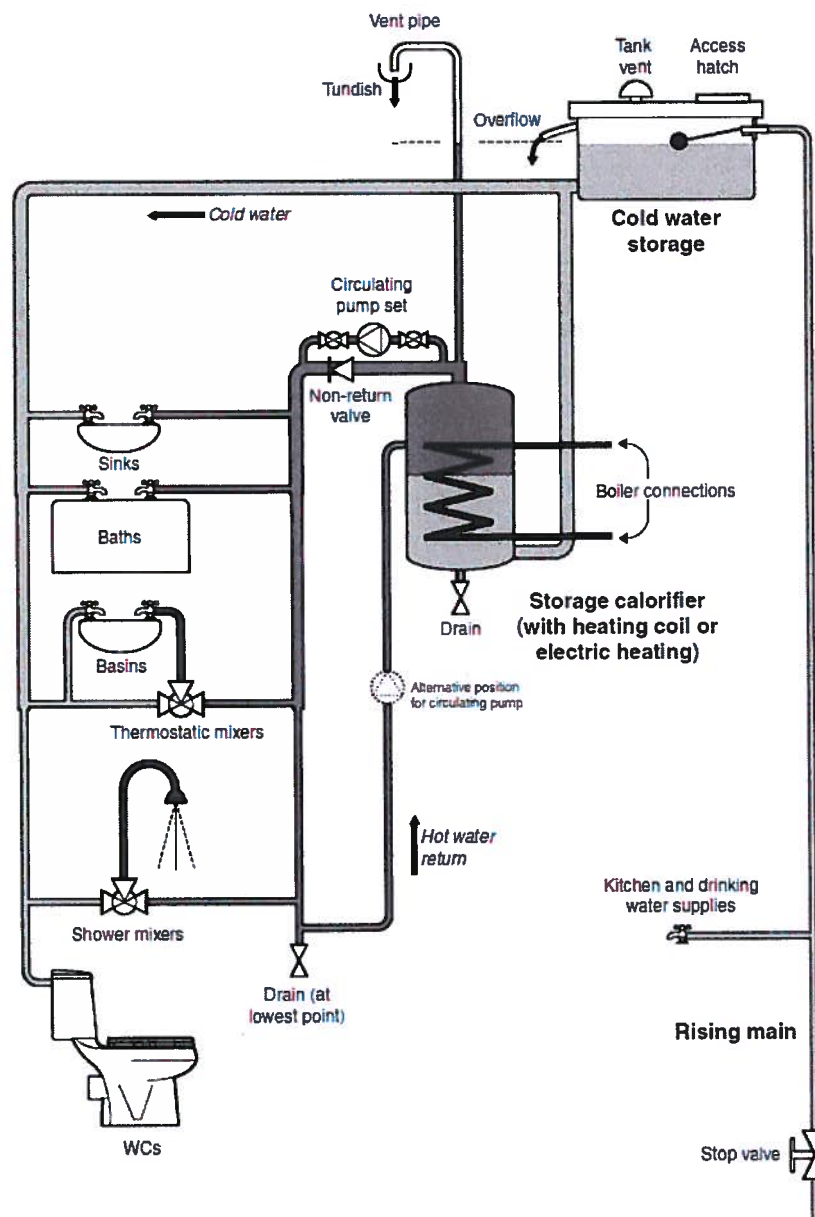 Vent pipe
Tundish
Tank
vent
Access
hatch
Overflow
Cold water
Cold water
storage
Circulating
pump set
Non-return
valve
Sinks
Boiler connections
Baths
Storage calorifier
(with heating coil or
electric heating)
Drain
Basins
Alternative position
for circulating pump
Thermostatic mixers
Hot water
return
Kitchen and drinking
water supplies
Shower mixers
Drain (at
lowest point)
Rising main
WCs
Stop valve